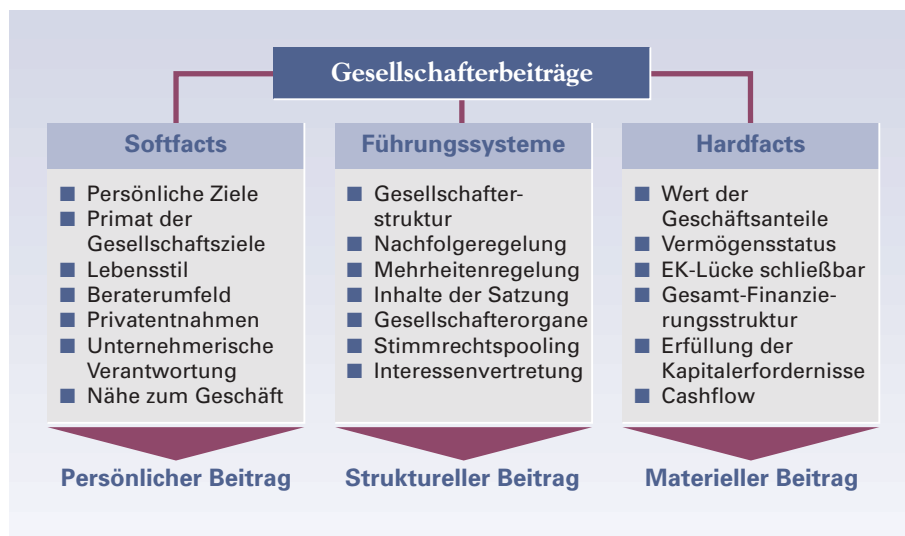 Gesellschafterbeiträge
Softfacts
■ Persönliche Ziele
■ Primat der
Gesellschaftsziele
■ Lebensstil
■ Beraterumfeld
■ Privatentnahmen
■ Unternehmerische
Verantwortung
■ Nähe zum Geschäft
Persönlicher Beitrag
Führungssysteme
■ Gesellschafter-
struktur
■ Nachfolgeregelung
■ Mehrheitenregelung
■ Inhalte der Satzung
■ Gesellschafterorgane
■ Stimmrechtspooling
■ Interessenvertretung
Struktureller Beitrag
Hardfacts
■ Wert der
Geschäftsanteile
■ Vermögensstatus
■ EK-Lücke schließbar
■ Gesamt-Finanzie-
rungsstruktur
■ Erfüllung der
Kapitalerfordernisse
■ Cashflow
Materieller Beitrag